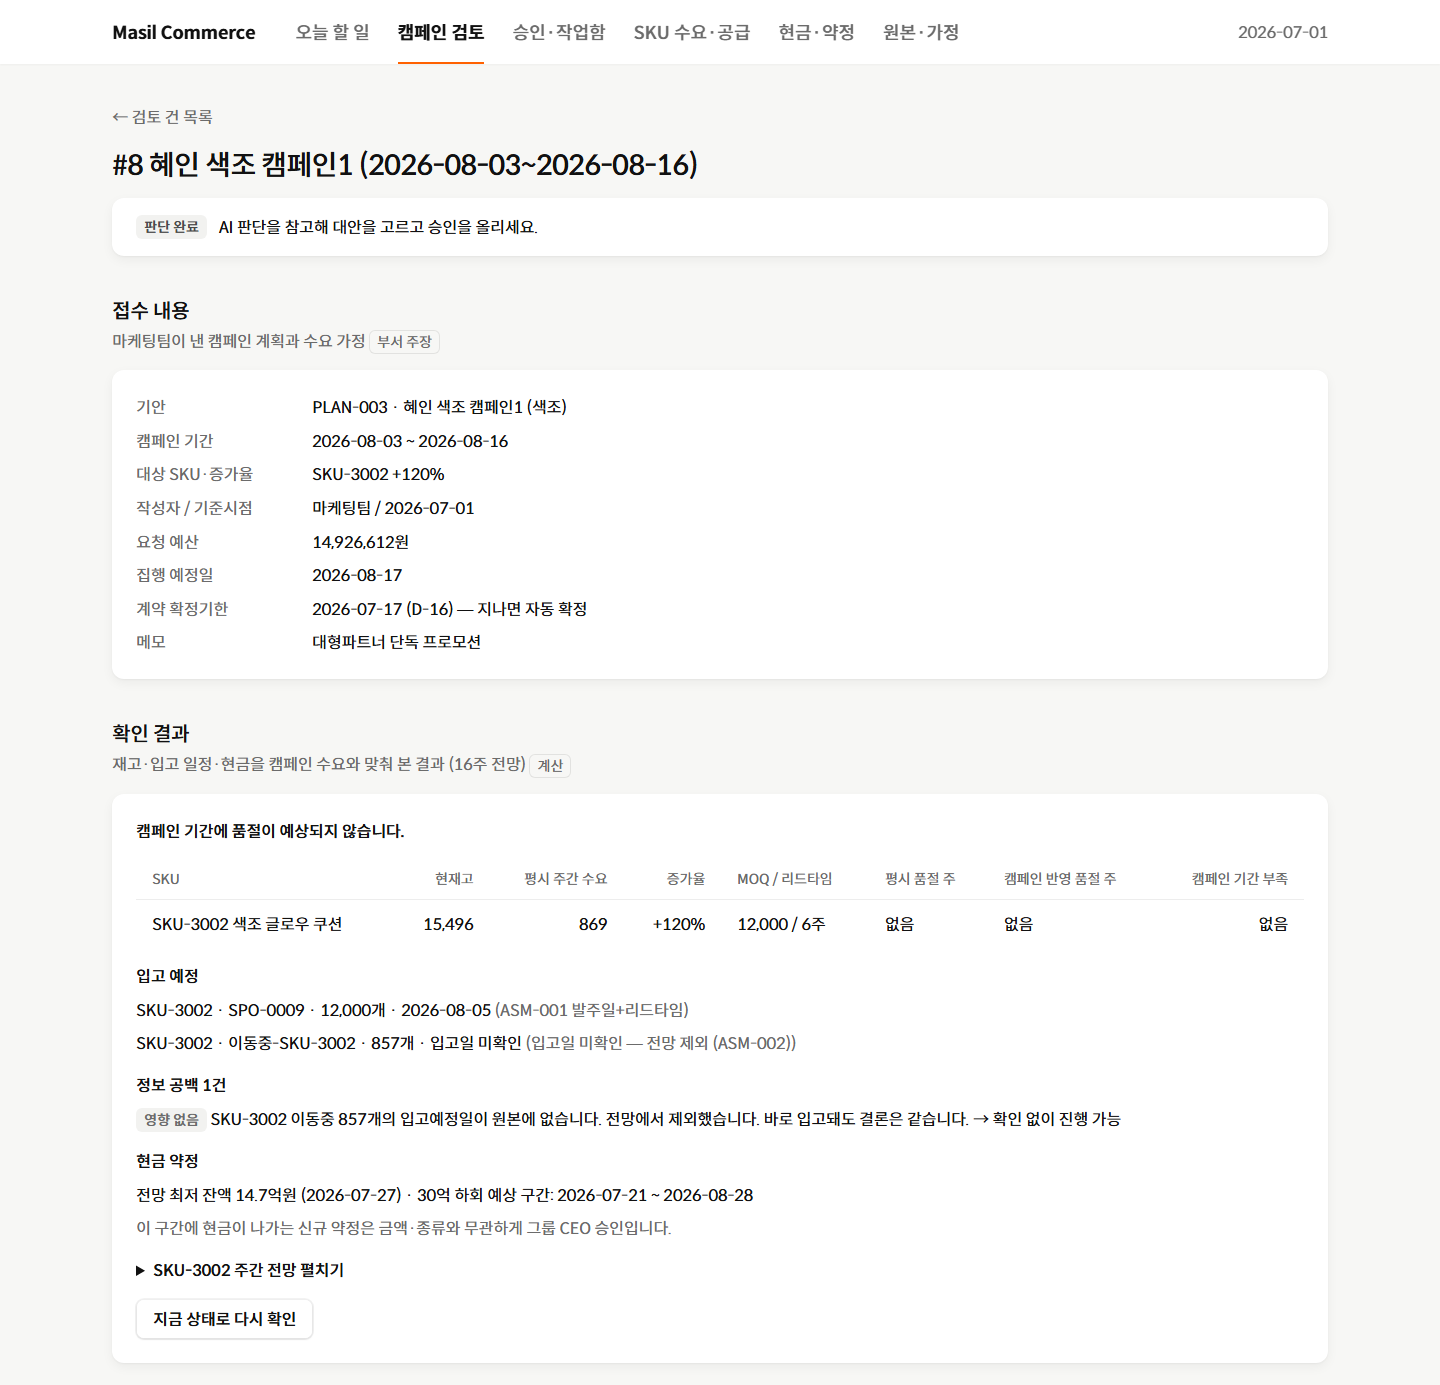 Masil Commerce 오늘 할 일 캠페인 검토 승인·작업함 SKU 수요·공급 현금·약정 원본·가정 2026-07-01
← 검토 건 목록
#8 혜인 색조 캠페인1 (2026-08-03~2026-08-16)
판단 완료 AI 판단을 참고해 대안을 고르고 승인을 올리세요.
접수 내용
마케팅팀이 낸 캠페인 계획과 수요 가정 부서 주장
기안 PLAN-003 · 혜인 색조 캠페인1 (색조)
캠페인 기간 2026-08-03 ~ 2026-08-16
대상 SKU·증가율 SKU-3002 +120%
작성자 / 기준시점 마케팅팀 / 2026-07-01
요청 예산 14,926,612원
집행 예정일 2026-08-17
계약 확정기한 2026-07-17 (D-16) — 지나면 자동 확정
메모 대형파트너 단독 프로모션
확인 결과
재고·입고 일정·현금을 캠페인 수요와 맞춰 본 결과 (16주 전망) 계산
캠페인 기간에 품절이 예상되지 않습니다.
SKU 현재고 평시 주간 수요 증가율 MOQ / 리드타임 평시 품절 주 캠페인 반영 품절 주 캠페인 기간 부족
SKU-3002 색조 글로우 쿠션 15,496 869 +120% 12,000 / 6주 없음 없음 없음
입고 예정
SKU-3002 · SPO-0009 · 12,000개 · 2026-08-05 (ASM-001 발주일+리드타임)
SKU-3002 · 이동중-SKU-3002 · 857개 · 입고일 미확인 (입고일 미확인 — 전망 제외 (ASM-002))
정보 공백 1건
영향 없음 SKU-3002 이동중 857개의 입고예정일이 원본에 없습니다. 전망에서 제외했습니다. 바로 입고돼도 결론은 같습니다. → 확인 없이 진행 가능
현금 약정
전망 최저 잔액 14.7억원 (2026-07-27) · 30억 하회 예상 구간: 2026-07-21 ~ 2026-08-28
이 구간에 현금이 나가는 신규 약정은 금액·종류와 무관하게 그룹 CEO 승인입니다.
▶ SKU-3002 주간 전망 펼치기
지금 상태로 다시 확인